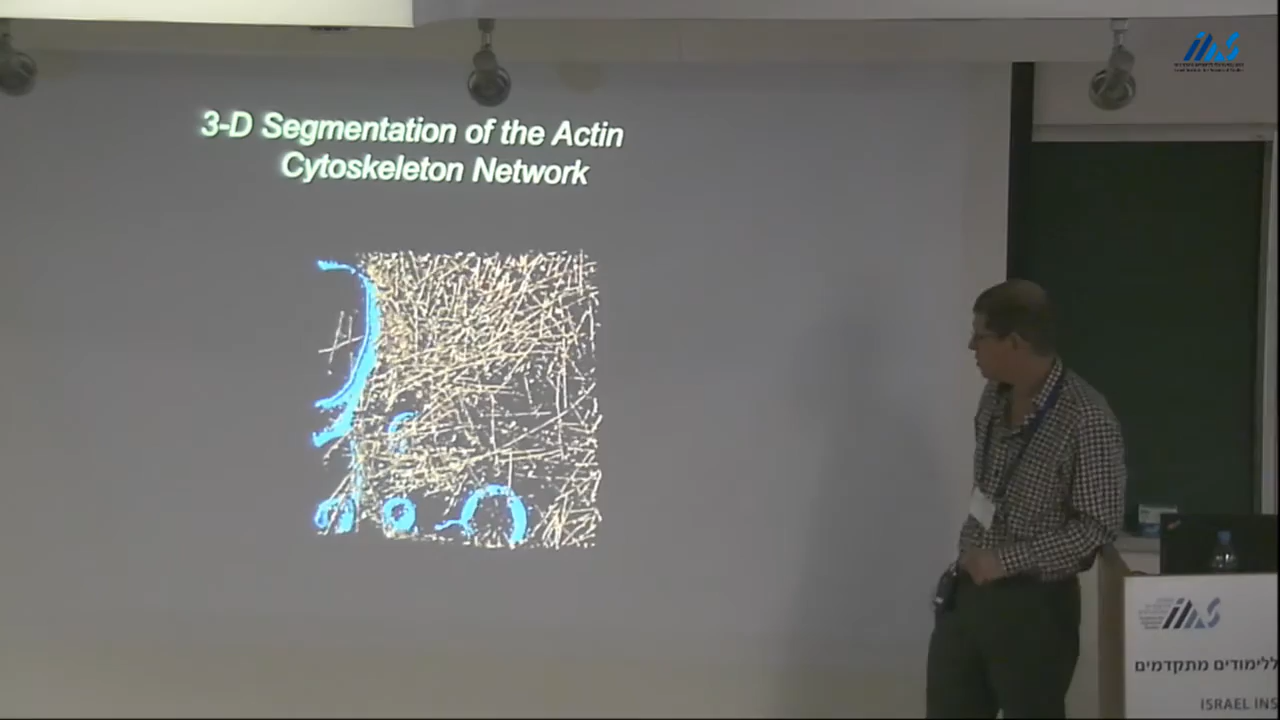 3-D Segmentation of the Actin
Cytoskeleton Network
ללימודים מתקדמים
ISRAEL INS